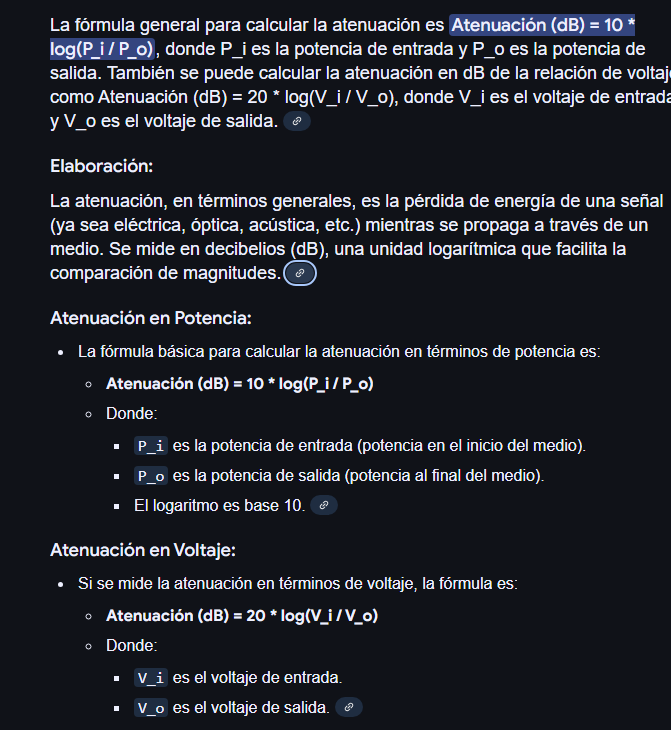 La fórmula general para calcular la atenuación es Atenuación (dB) = 10 *
log(P_i / P_o), donde P_i es la potencia de entrada y P_o es la potencia de
salida. También se puede calcular la atenuación en dB de la relación de voltaj
como Atenuación (dB) = 20 * log(V_i / V_o), donde V_i es el voltaje de entrada
y V_o es el voltaje de salida.
Elaboración:
La atenuación, en términos generales, es la pérdida de energía de una señal
(ya sea eléctrica, óptica, acústica, etc.) mientras se propaga a través de un
medio. Se mide en decibelios (dB), una unidad logarítmica que facilita la
comparación de magnitudes.
Atenuación en Potencia:
• La fórmula básica para calcular la atenuación en términos de potencia es:
◦ Atenuación (dB) = 10 * log(P_i / P_o)
◦ Donde:
▪ P_i es la potencia de entrada (potencia en el inicio del medio).
▪ P_o es la potencia de salida (potencia al final del medio).
▪ El logaritmo es base 10.
Atenuación en Voltaje:
• Si se mide la atenuación en términos de voltaje, la fórmula es:
◦ Atenuación (dB) = 20 * log(V_i / V_o)
◦ Donde:
▪ V_i es el voltaje de entrada.
▪ V_o es el voltaje de salida.